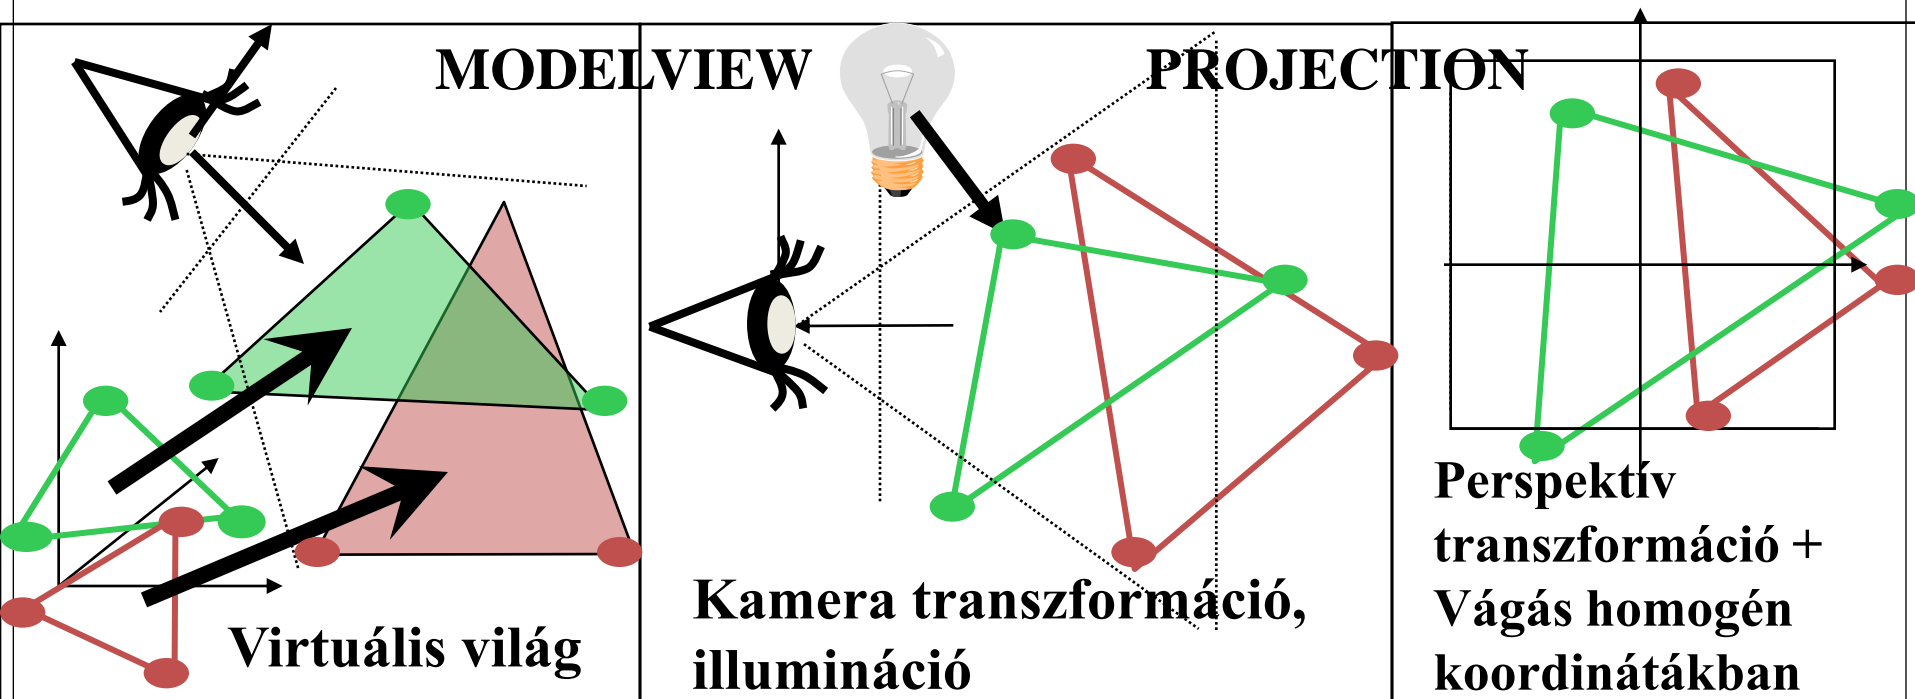 MODELVIEW
PROJECTION
Virtuális világ
Kamera transzformáció,
illumináció
Perspektív
transzformáció +
Vágás homogén
koordinátákban